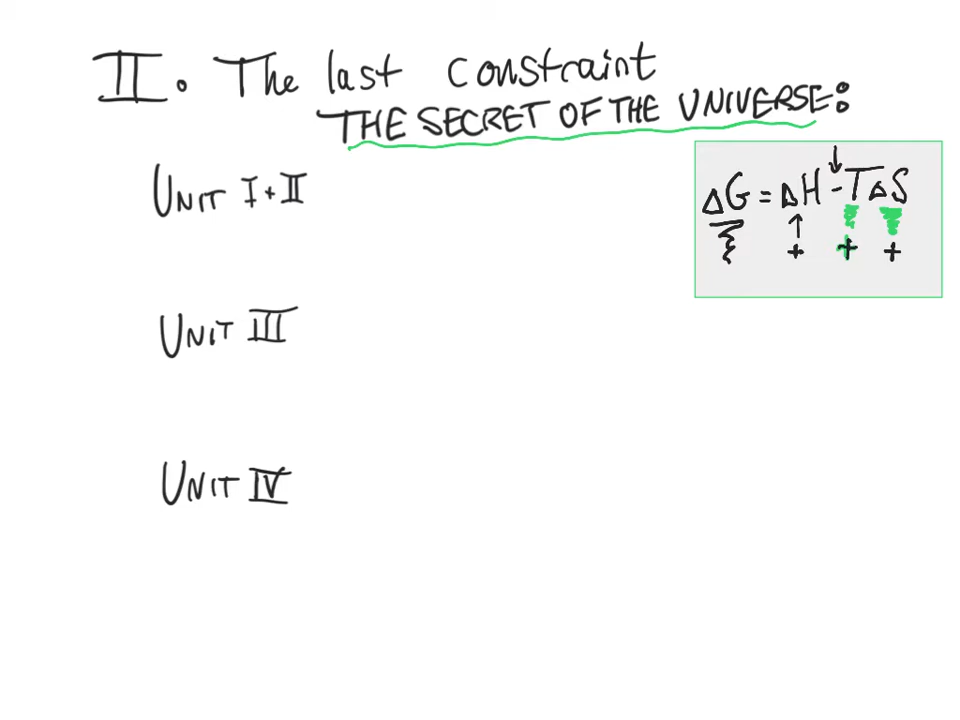 II. The last constraint
THE SECRET OF THE UNIVERSE:
UNIT I + II
ΔG = ΔH - TΔS
↑ ↓
+ + +
UNIT III
UNIT IV